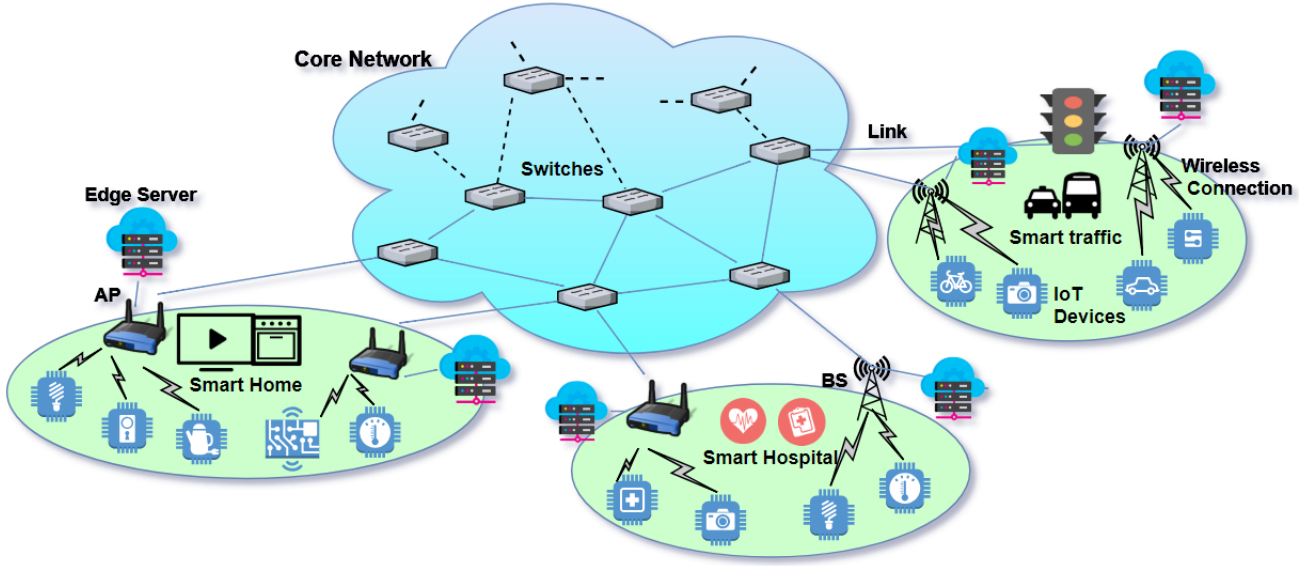 Core Network
Link
Switches
Wireless
Connection
Edge Server
Smart traffic
AP
IoT
Devices
Smart Home
BS
Smart Hospital